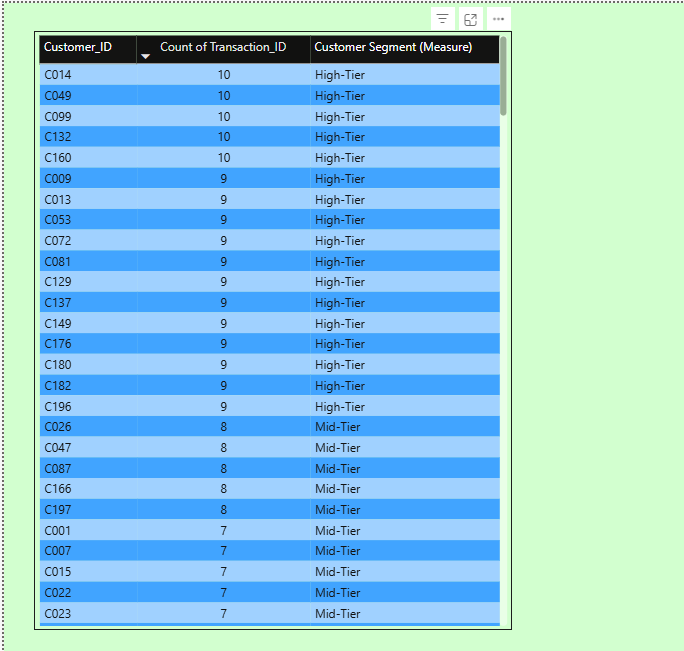 Customer_ID Count of Transaction_ID Customer Segment (Measure)
C014 10 High-Tier
C049 10 High-Tier
C099 10 High-Tier
C132 10 High-Tier
C160 10 High-Tier
C009 9 High-Tier
C013 9 High-Tier
C053 9 High-Tier
C072 9 High-Tier
C081 9 High-Tier
C129 9 High-Tier
C137 9 High-Tier
C149 9 High-Tier
C176 9 High-Tier
C180 9 High-Tier
C182 9 High-Tier
C196 9 High-Tier
C026 8 Mid-Tier
C047 8 Mid-Tier
C087 8 Mid-Tier
C166 8 Mid-Tier
C197 8 Mid-Tier
C001 7 Mid-Tier
C007 7 Mid-Tier
C015 7 Mid-Tier
C022 7 Mid-Tier
C023 7 Mid-Tier